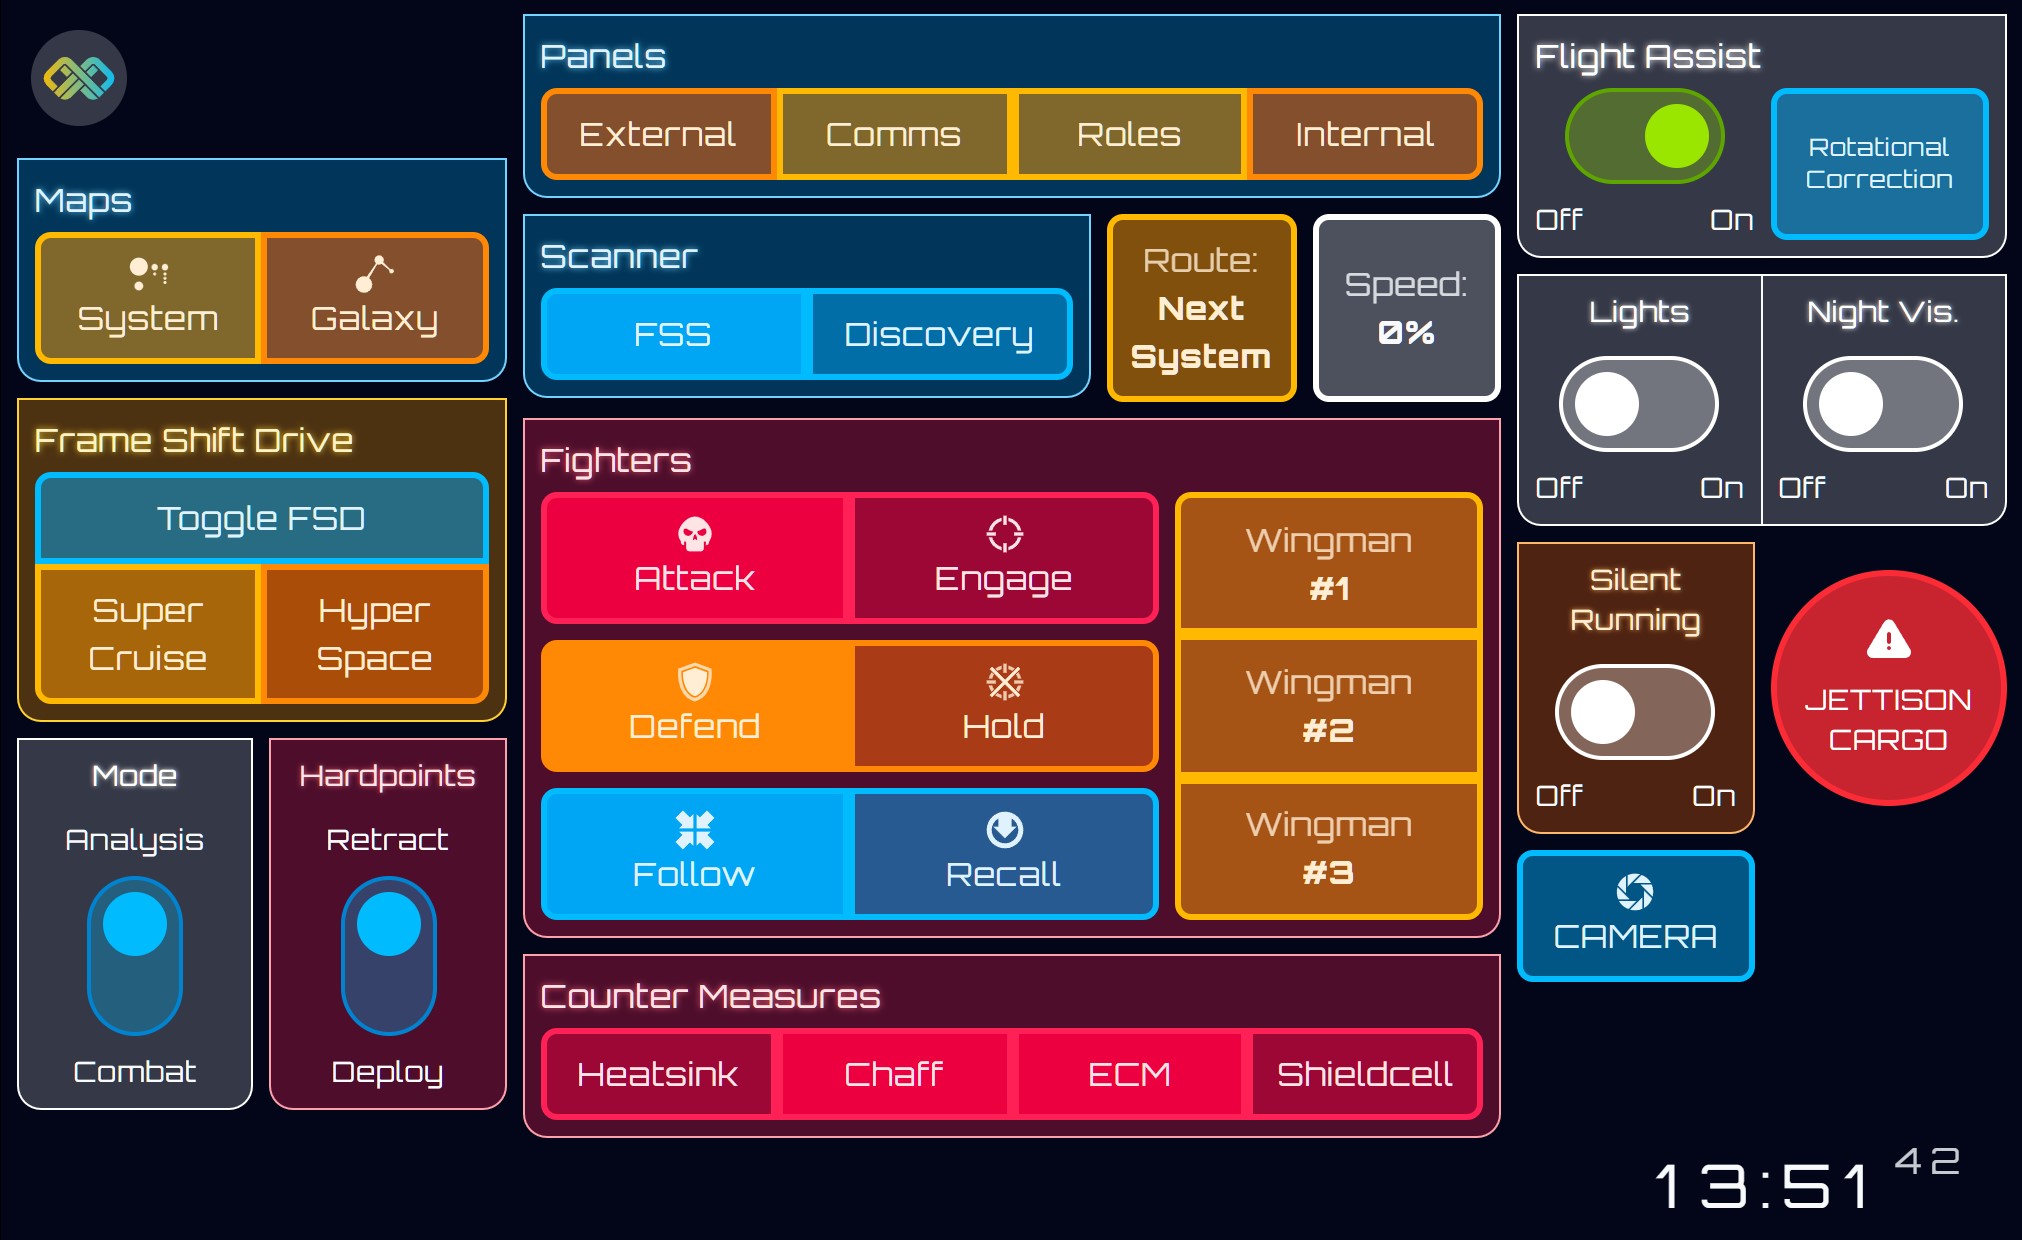 Maps
System
Galaxy
Frame Shift Drive
Toggle FSD
Super
Cruise
Hyper
Space
Mode
Analysis
Combat
Hardpoints
Retract
Deploy
Panels
External
Comms
Roles
Internal
Scanner
FSS
Discovery
Route:
Next
System
Speed:
0%
Fighters
Attack
Engage
Defend
Hold
Follow
Recall
Wingman
#1
Wingman
#2
Wingman
#3
Counter Measures
Heatsink
Chaff
ECM
Shieldcell
Flight Assist
Off
On
Rotational
Correction
Lights
Off
On
Night Vis.
Off
On
Silent
Running
Off
On
JETTISON
CARGO
CAMERA
13:51 42